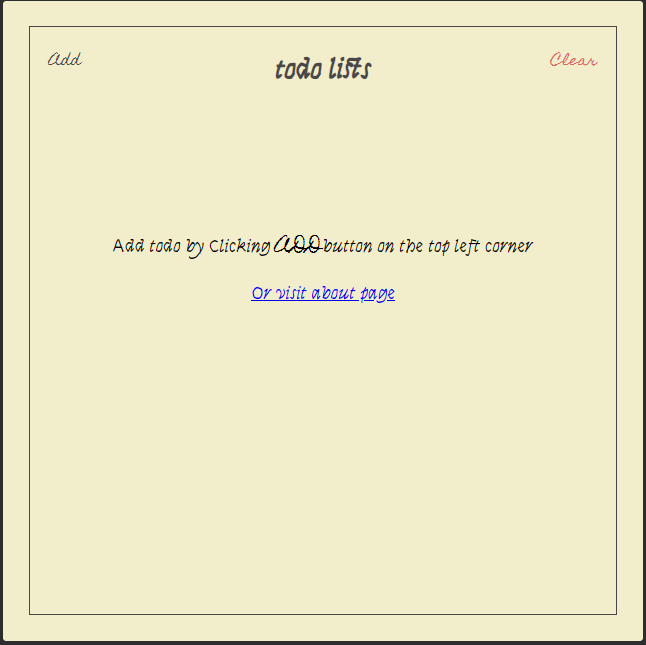 Add
todo lists
Clear
Add todo by Clicking ADD button on the top left corner
Or visit about page